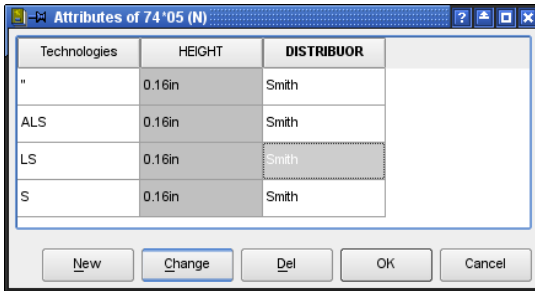 Attributes of 74*05 (N)
Technologies HEIGHT DISTRIBUOR
" 0.16in Smith
ALS 0.16in Smith
LS 0.16in Smith
S 0.16in Smith
New Change Del OK Cancel